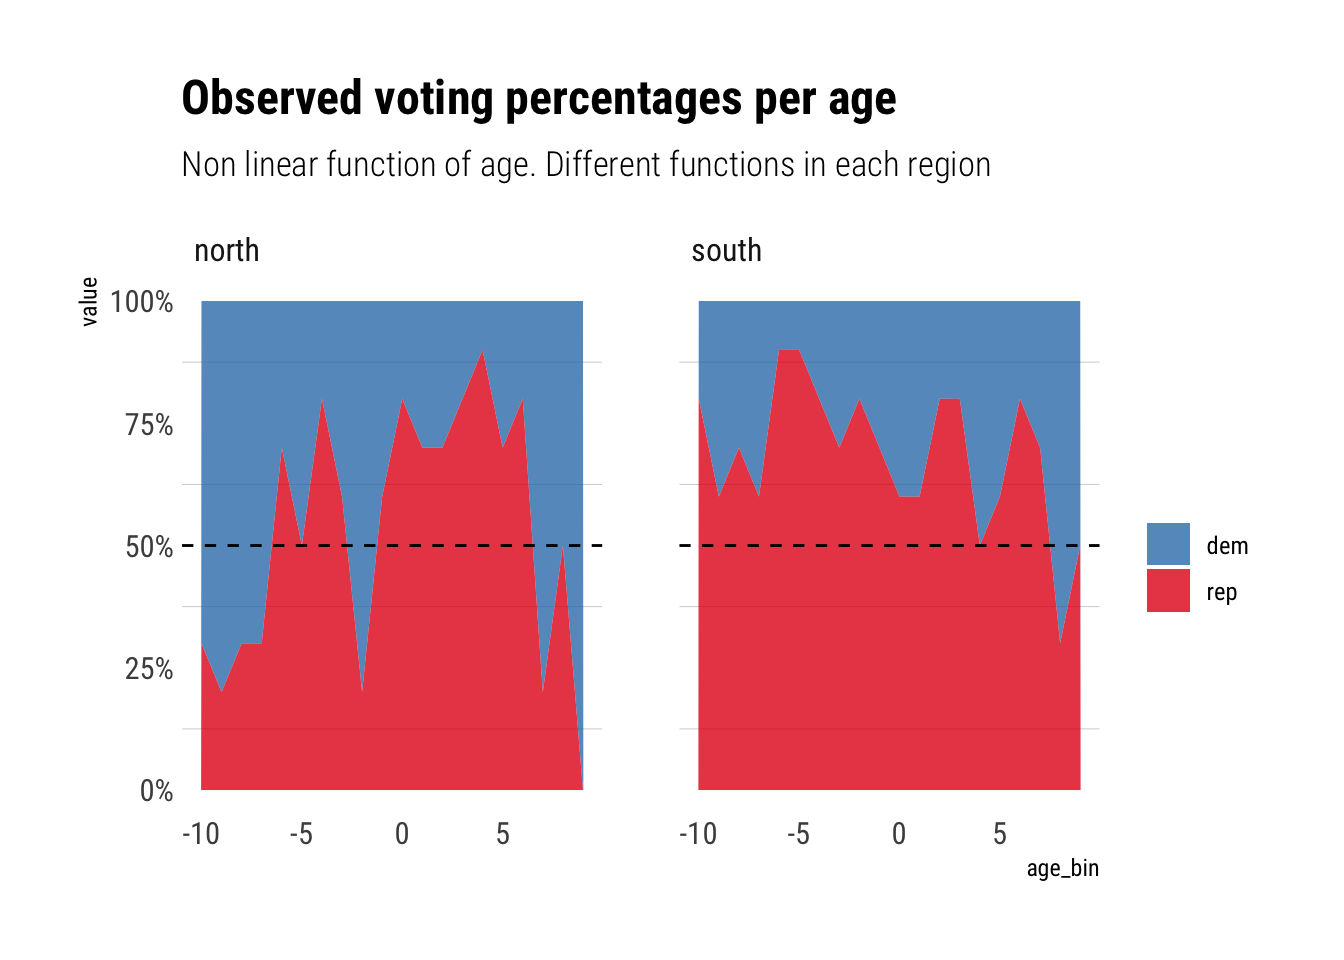 Observed voting percentages per age
Non linear function of age. Different functions in each region
north
south
value
100%
75%
50%
25%
0%
-10 -5 0 5
-10 -5 0 5
age_bin
dem
rep